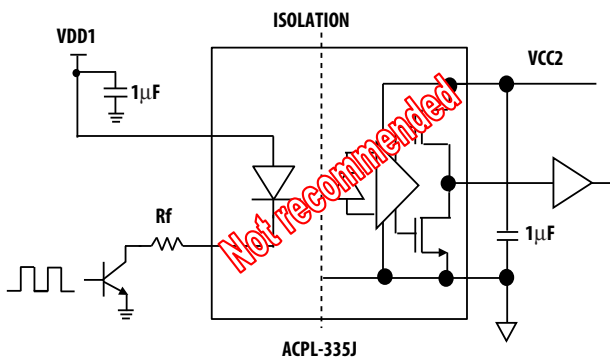 ISOLATION
VDD1
VCC2
1μF
Not recommended
Rf
1μF
ACPL-335J